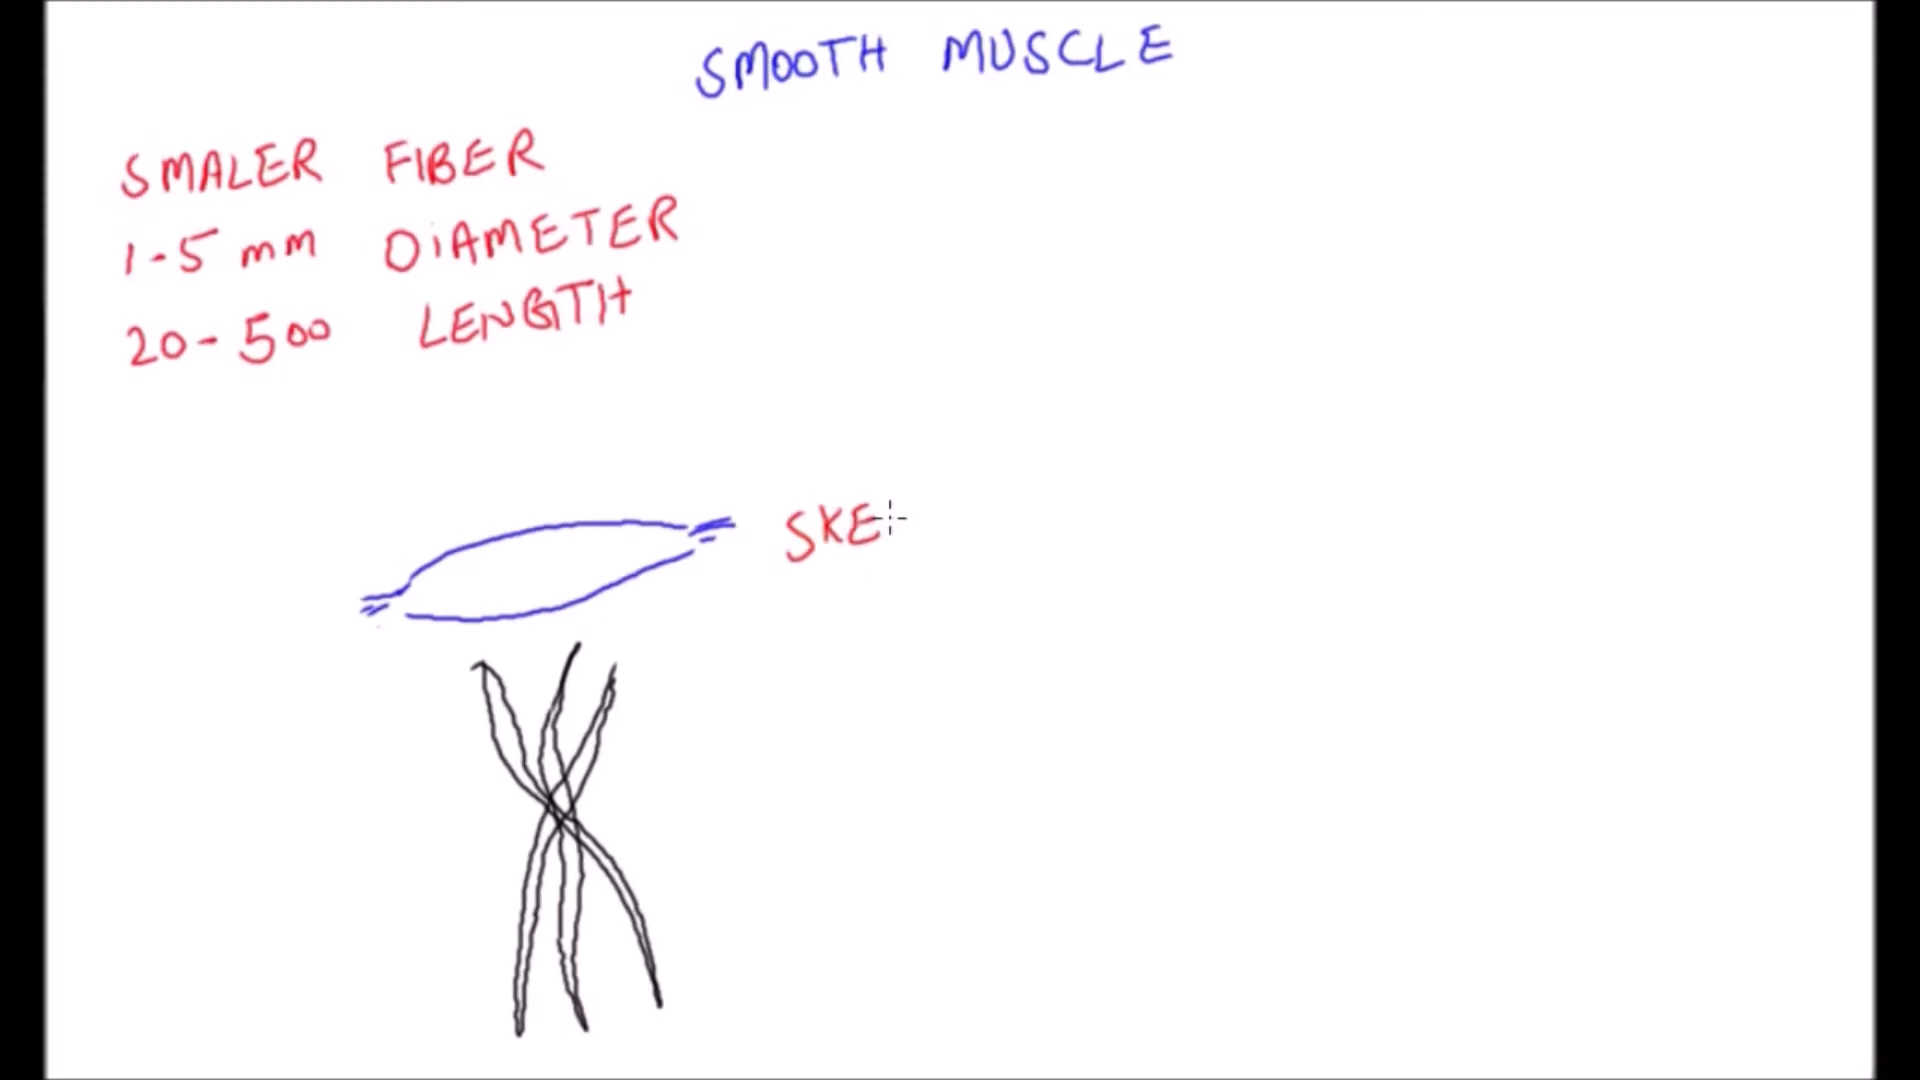 SMOOTH MUSCLE
SMALER FIBER
1-5 mm DIAMETER
20-500 LENGTH
SKE